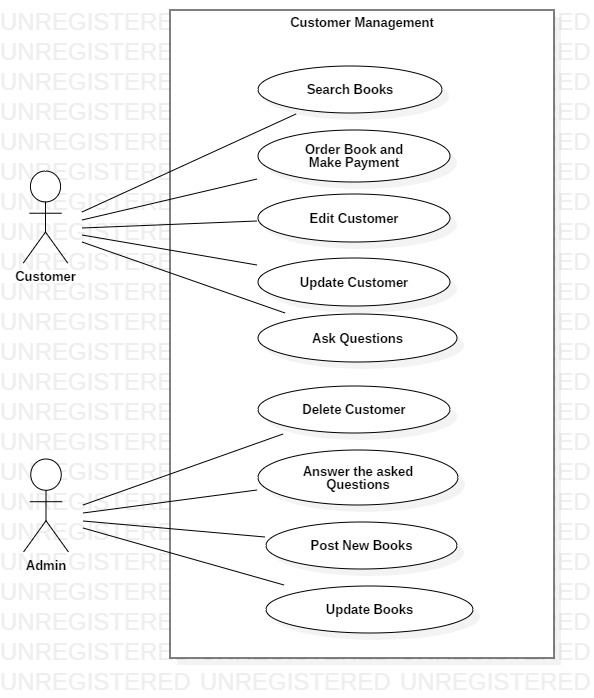 Customer Management
Search Books
Order Book and
Make Payment
Edit Customer
Customer
Update Customer
Ask Questions
Delete Customer
Answer the asked
Questions
Post New Books
Admin
Update Books
UNREGISTERED UNREGISTERED UNREGISTERED